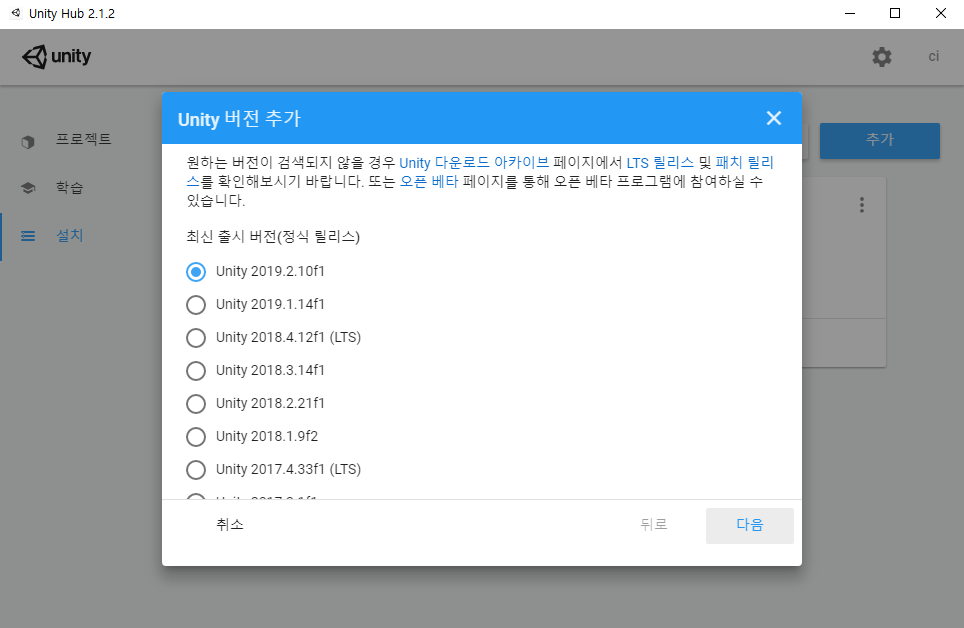 Unity Hub 2.1.2
unity
ci
프로젝트
학습
설치
추가
Unity 버전 추가
원하는 버전이 검색되지 않을 경우 Unity 다운로드 아카이브 페이지에서 LTS 릴리스 및 패치 릴리
스를 확인해보시기 바랍니다. 또는 오픈 베타 페이지를 통해 오픈 베타 프로그램에 참여하실 수
있습니다.
최신 출시 버전(정식 릴리스)
Unity 2019.2.10f1
Unity 2019.1.14f1
Unity 2018.4.12f1 (LTS)
Unity 2018.3.14f1
Unity 2018.2.21f1
Unity 2018.1.9f2
Unity 2017.4.33f1 (LTS)
취소
뒤로
다음